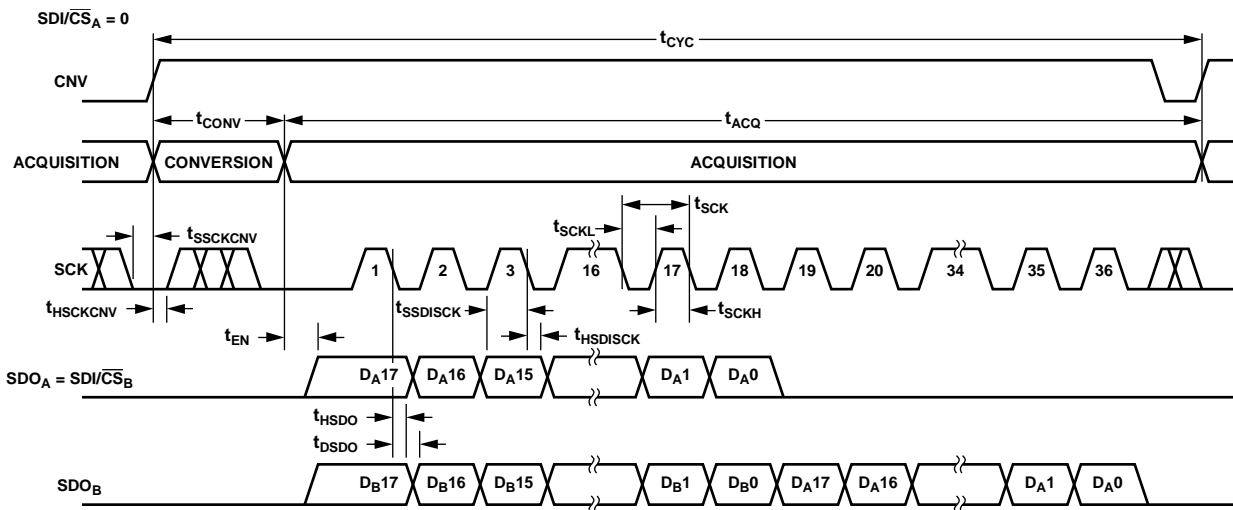 SDI/CSA = 0
tCYC
CNV
tCONV
tACQ
ACQUISITION
CONVERSION
ACQUISITION
tSCK
tSCKL
tSSCKCNV
SCK
1 2 3 16 17 18 19 20 34 35 36
tHSCKCNV
tSSDISCK
tSCKH
tEN
tHSDISCK
SDOA = SDI/CSB
DA17 DA16 DA15 DA1 DA0
tHSDO
tDSDO
SDOB
DB17 DB16 DB15 DB1 DB0 DA17 DA16 DA1 DA0